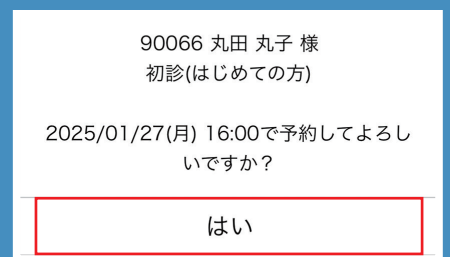 90066 丸田 丸子 様
初診(はじめての方)
2025/01/27(月) 16:00で予約してよろし
いですか？
はい